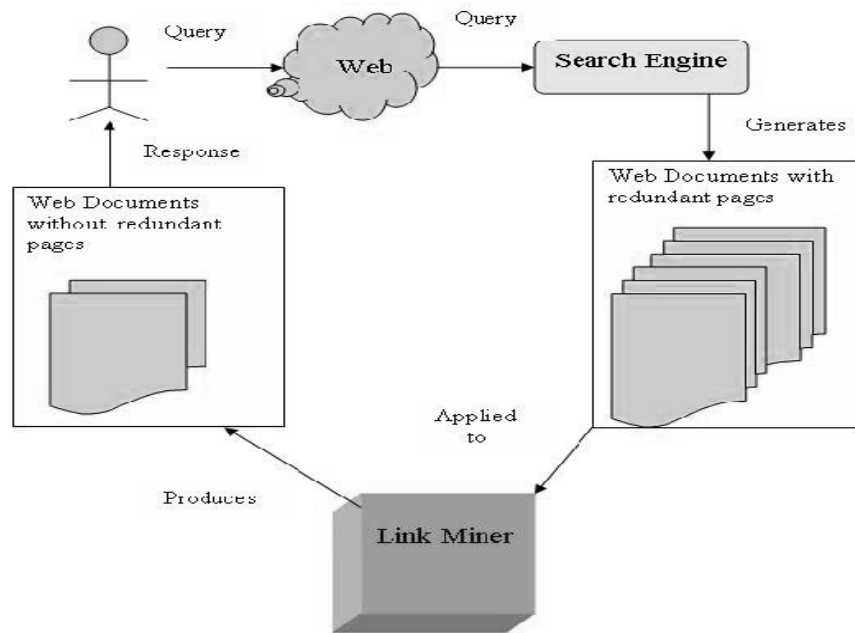 Query
Query
Web
Search Engine
Generates
Response
Web Documents
without redundant
pages
Web Documents with
redundant pages
Applied
to
Produces
Link Miner